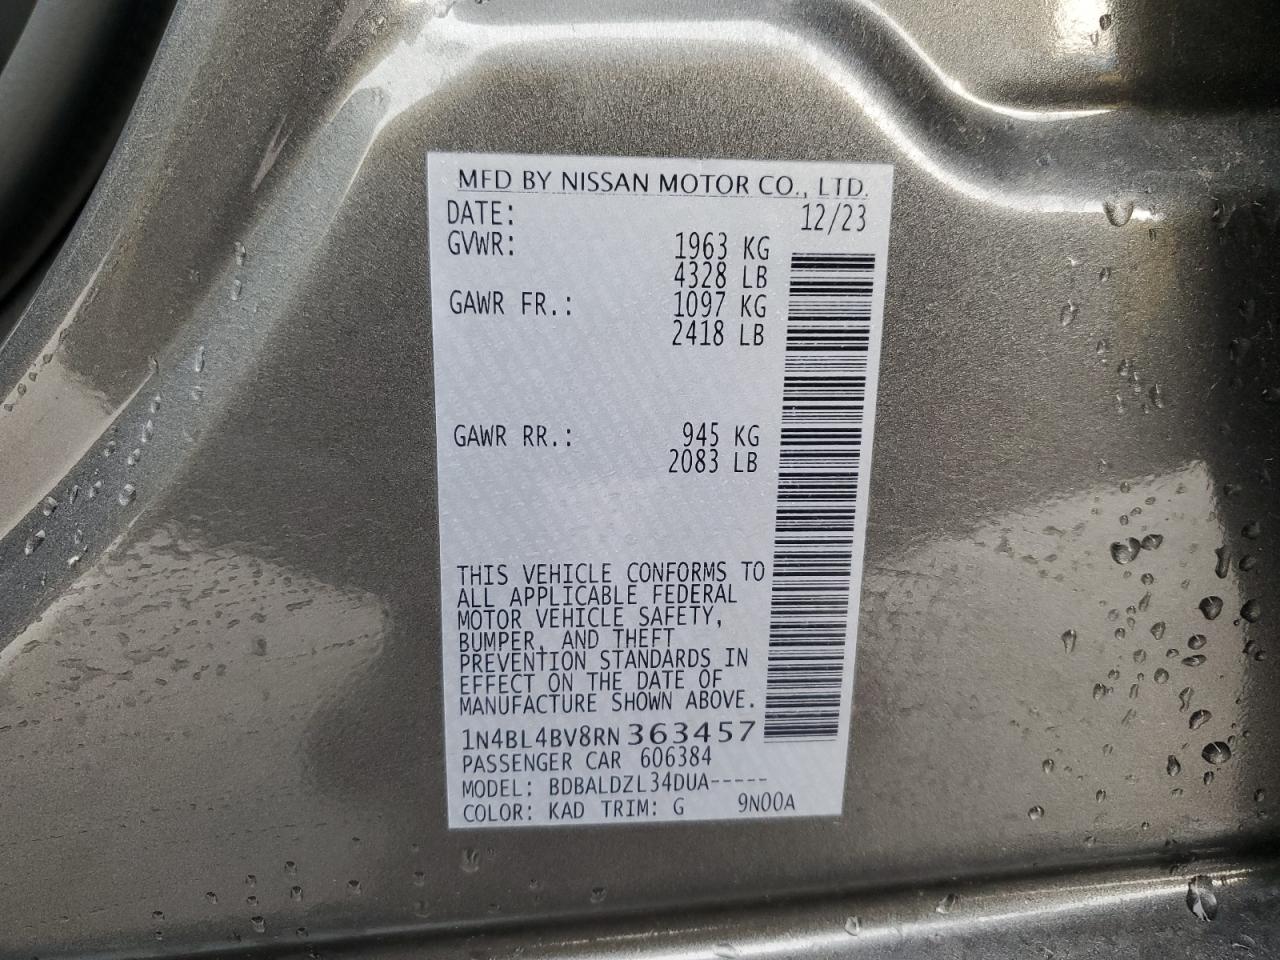 MFD BY NISSAN MOTOR CO., LTD.
DATE: 12/23
GVWR: 1963 KG
4328 LB
GAWR FR.: 1097 KG
2418 LB
GAWR RR.: 945 KG
2083 LB
THIS VEHICLE CONFORMS TO
ALL APPLICABLE FEDERAL
MOTOR VEHICLE SAFETY,
BUMPER, AND THEFT
PREVENTION STANDARDS IN
EFFECT ON THE DATE OF
MANUFACTURE SHOWN ABOVE.
1N4BL4BV8RN363457
PASSENGER CAR 606384
MODEL: BDBALDZL34DUA-----
COLOR: KAD TRIM: G 9N00A